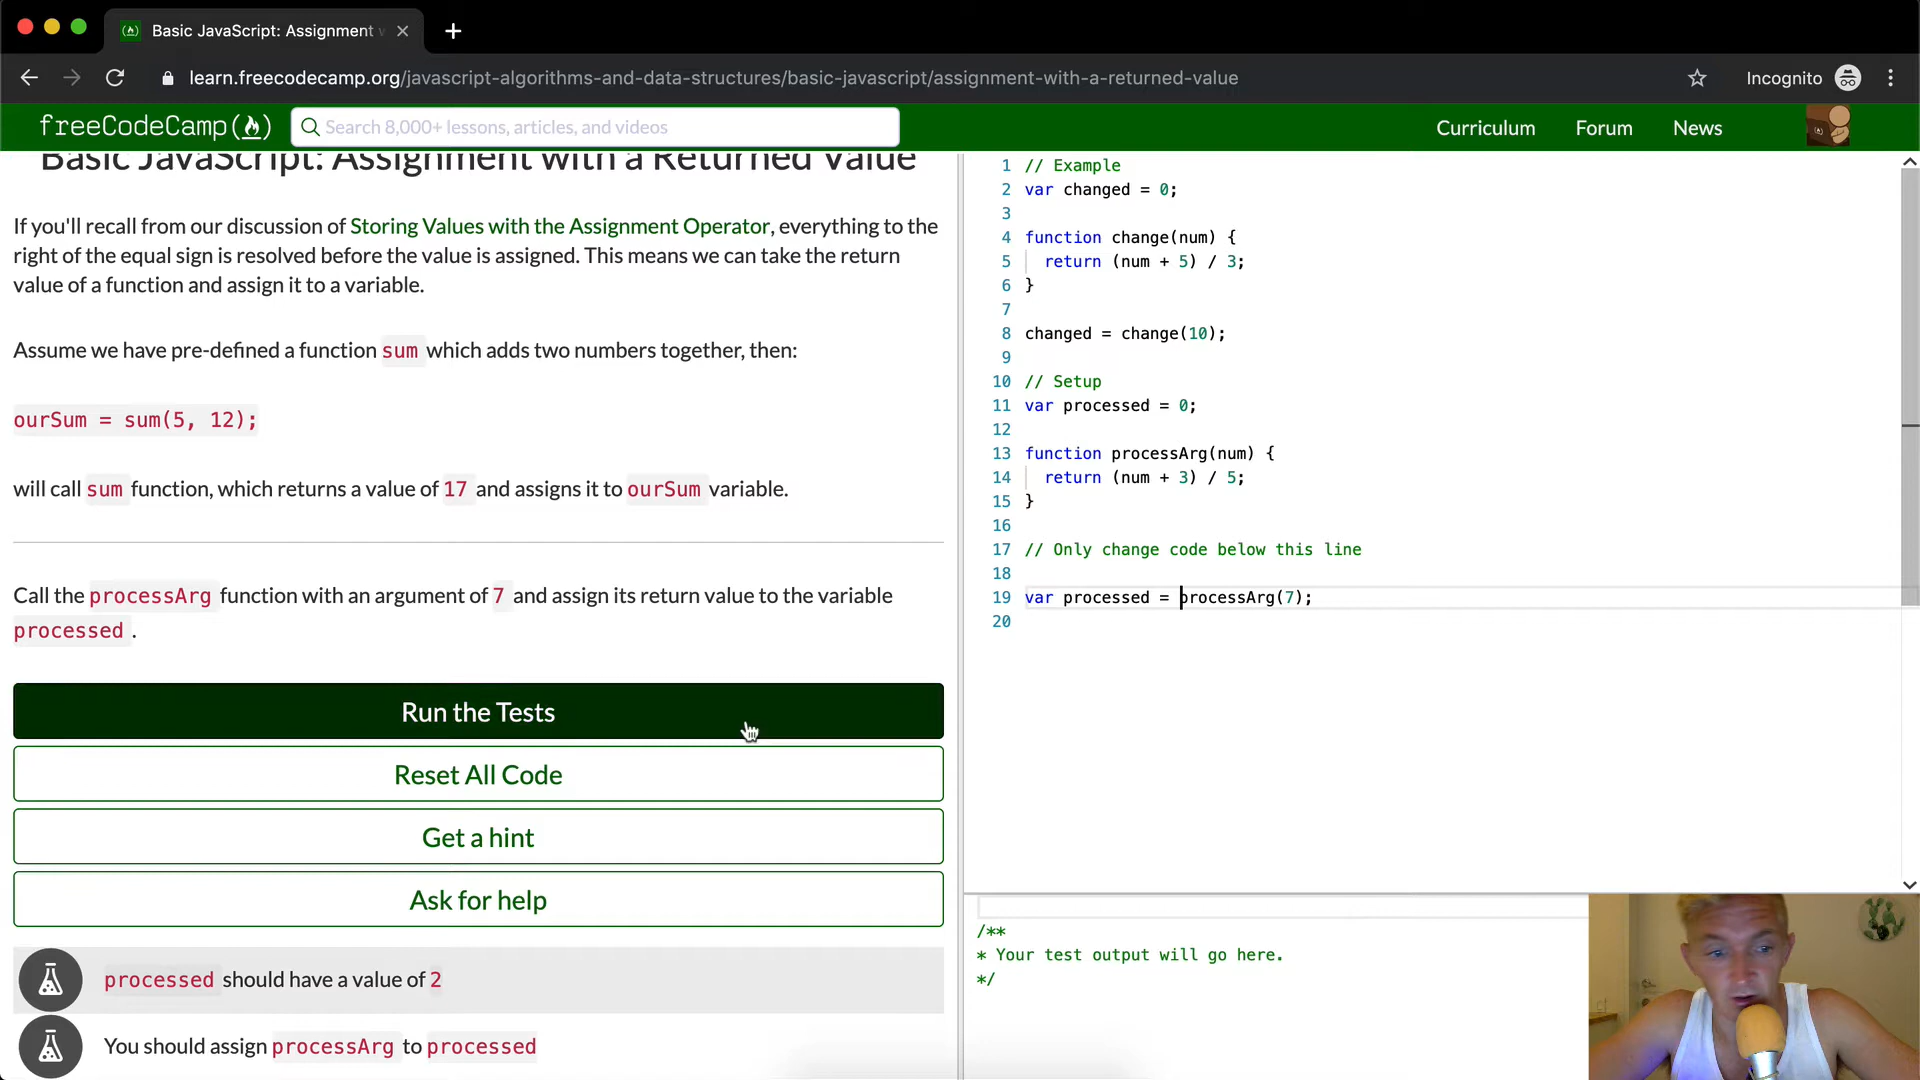 Basic JavaScript: Assignment w
learn.freecodecamp.org/javascript-algorithms-and-data-structures/basic-javascript/assignment-with-a-returned-value
Incognito
freeCodeCamp
Search 8,000+ lessons, articles, and videos
Curriculum
Forum
News
Basic JavaScript: Assignment with a Returned Value
If you'll recall from our discussion of Storing Values with the Assignment Operator, everything to the
right of the equal sign is resolved before the value is assigned. This means we can take the return
value of a function and assign it to a variable.
Assume we have pre-defined a function sum which adds two numbers together, then:
ourSum = sum(5, 12);
will call sum function, which returns a value of 17 and assigns it to ourSum variable.
Call the processArg function with an argument of 7 and assign its return value to the variable
processed .
Run the Tests
Reset All Code
Get a hint
Ask for help
processed should have a value of 2
You should assign processArg to processed
1 // Example
2 var changed = 0;
3
4 function change(num) {
5 return (num + 5) / 3;
6 }
7
8 changed = change(10);
9
10 // Setup
11 var processed = 0;
12
13 function processArg(num) {
14 return (num + 3) / 5;
15 }
16
17 // Only change code below this line
18
19 var processed = processArg(7);
20
/**
* Your test output will go here.
*/